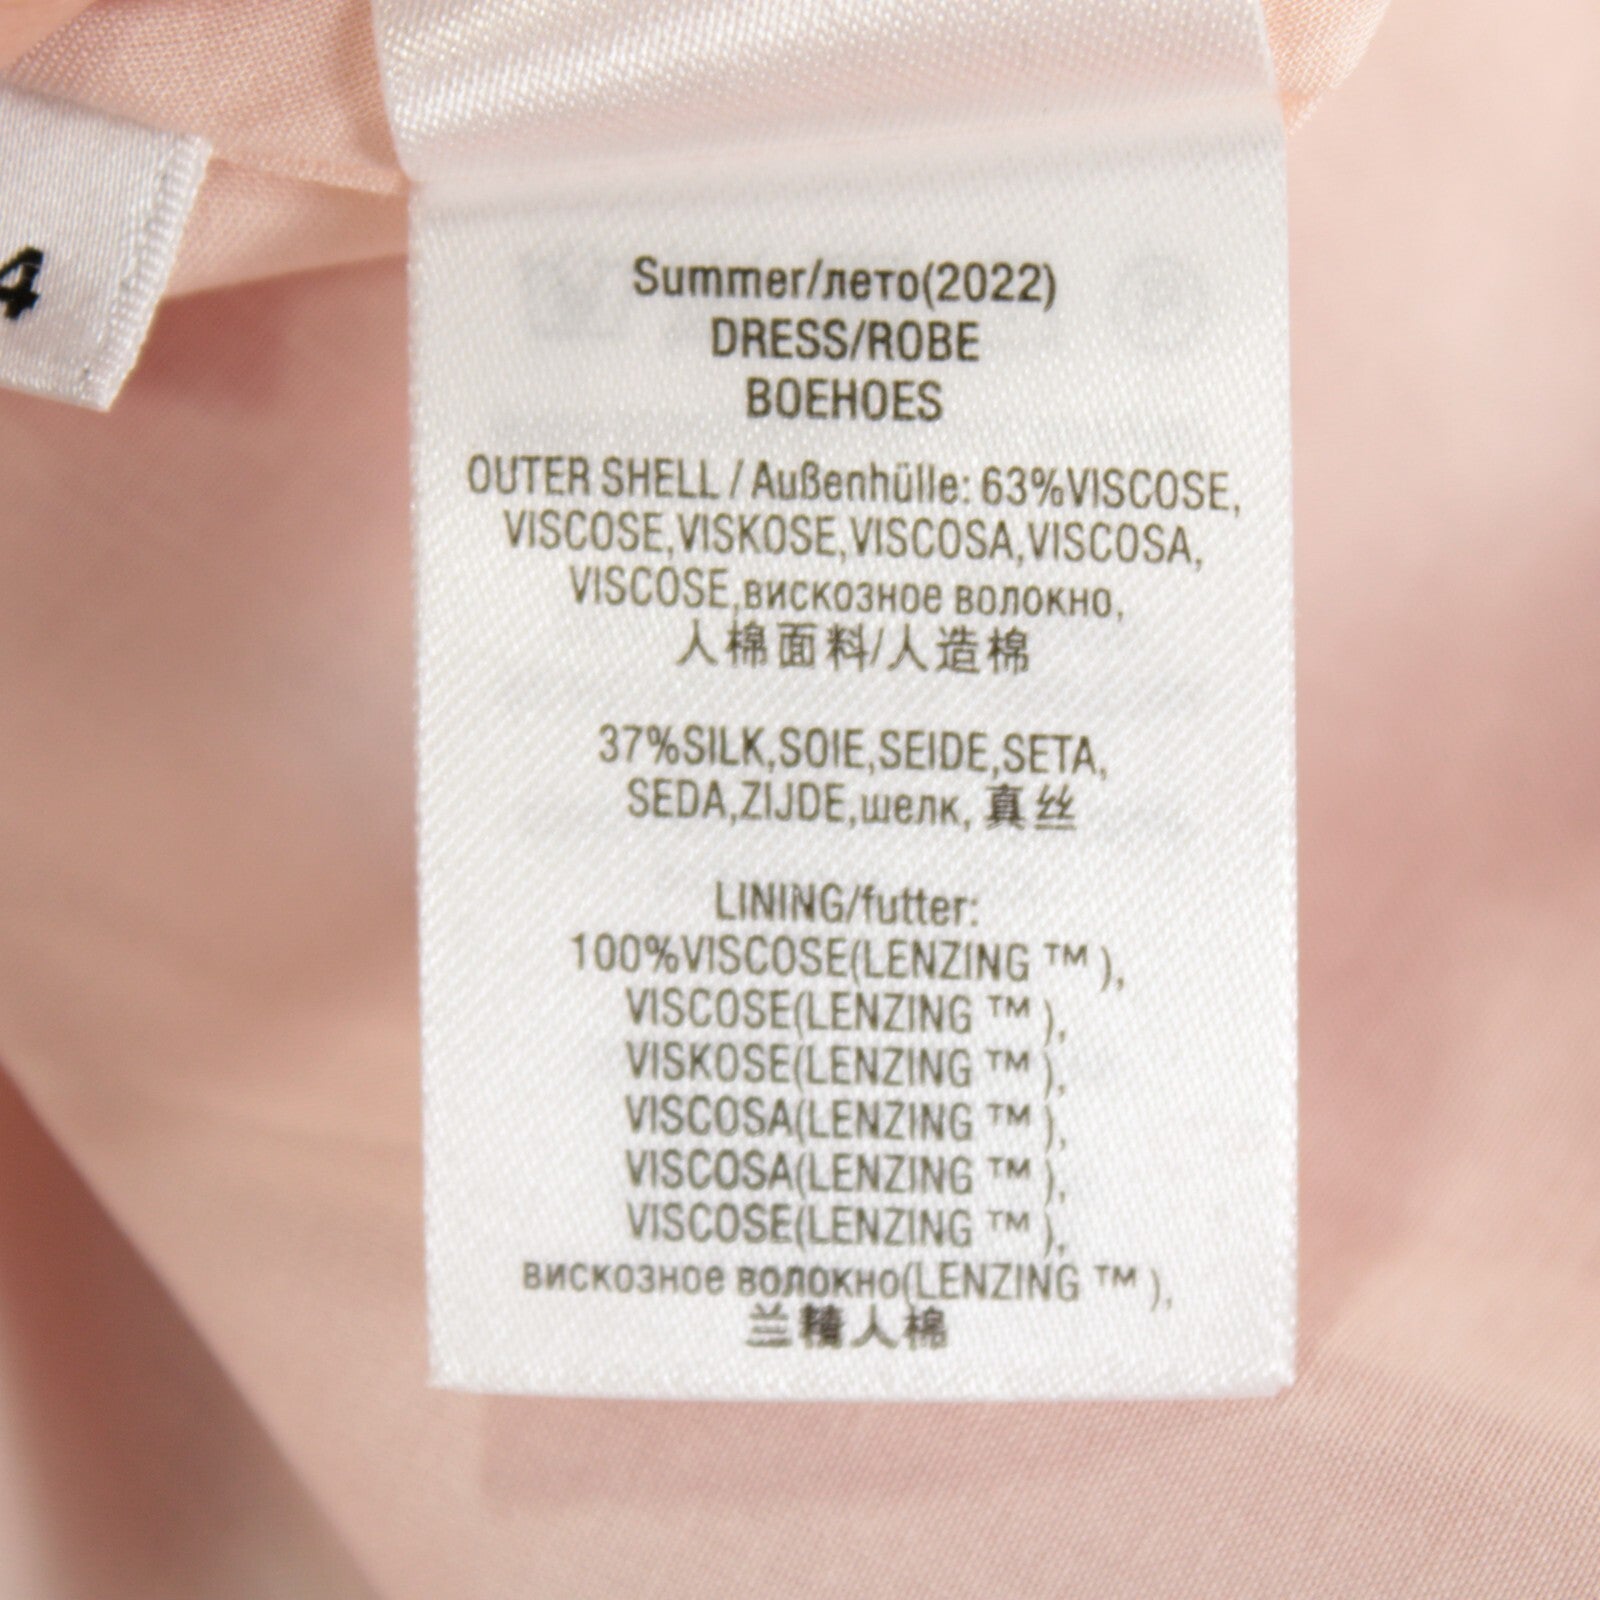 4
Summer/лето(2022)
DRESS/ROBE
BOEHOES
OUTER SHELL / Außenhülle: 63%VISCOSE,
VISCOSE,VISKOSE,VISCOSA,VISCOSA,
VISCOSE,вискозное волокно,
人棉面料/人造棉
37%SILK,SOIE,SEIDE,SETA,
SEDA,ZIJDE,шелк, 真丝
LINING/futter:
100%VISCOSE(LENZING ™ ),
VISCOSE(LENZING ™ ),
VISKOSE(LENZING ™ ),
VISCOSA(LENZING ™ ),
VISCOSA(LENZING ™ ),
VISCOSE(LENZING ™ ),
вискозное волокно(LENZING ™ ),
兰精人棉